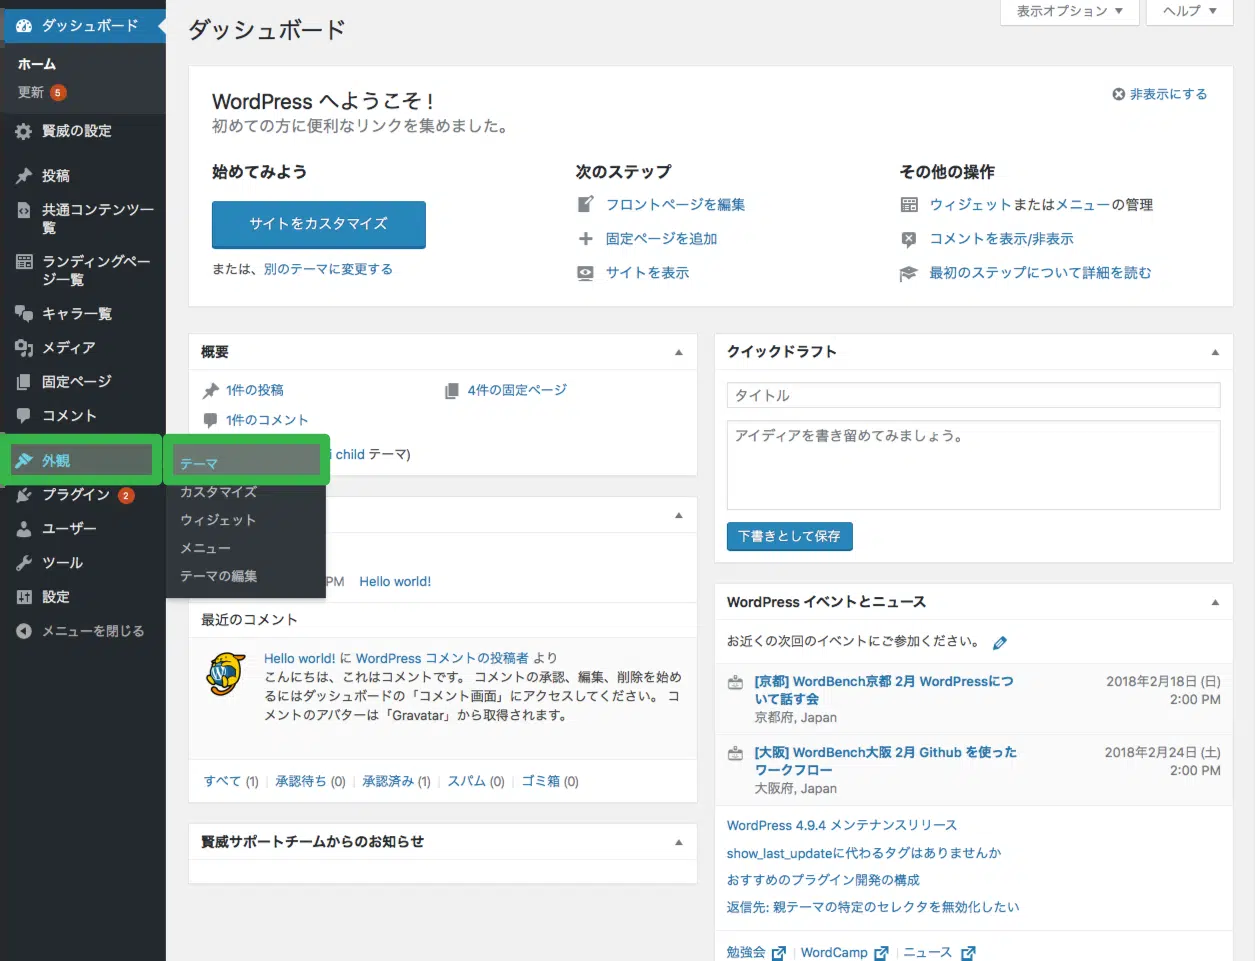 ダッシュボード
ホーム
更新 5
賢威の設定
投稿
共通コンテンツ一
覧
ランディングペー
ジ一覧
キャラ一覧
メディア
固定ページ
コメント
外観
プラグイン 2
ユーザー
ツール
設定
メニューを閉じる
テーマ
カスタマイズ
ウィジェット
メニュー
テーマの編集
ダッシュボード
表示オプション ▼
ヘルプ ▼
WordPress へようこそ !
初めての方に便利なリンクを集めました。
非表示にする
始めてみよう
サイトをカスタマイズ
または、別のテーマに変更する
次のステップ
フロントページを編集
固定ページを追加
サイトを表示
その他の操作
ウィジェットまたはメニューの管理
コメントを表示/非表示
最初のステップについて詳細を読む
概要
1件の投稿
4件の固定ページ
1件のコメント
i child テーマ)
PM Hello world!
最近のコメント
Hello world! に WordPress コメントの投稿者 より
こんにちは、これはコメントです。 コメントの承認、編集、削除を始め
るにはダッシュボードの「コメント画面」にアクセスしてください。 コ
メントのアバターは「Gravatar」から取得されます。
すべて (1) | 承認待ち (0) | 承認済み (1) | スパム (0) | ゴミ箱 (0)
賢威サポートチームからのお知らせ
クイックドラフト
タイトル
アイディアを書き留めてみましょう。
下書きとして保存
WordPress イベントとニュース
お近くの次回のイベントにご参加ください。
[京都] WordBench京都 2月 WordPressにつ
いて話す会
京都府, Japan
2018年2月18日 (日)
2:00 PM
[大阪] WordBench大阪 2月 Github を使った
ワークフロー
大阪府, Japan
2018年2月24日 (土)
2:00 PM
WordPress 4.9.4 メンテナンスリリース
show_last_updateに代わるタグはありませんか
おすすめのプラグイン開発の構成
返信先: 親テーマの特定のセレクタを無効化したい
勉強会 | WordCamp | ニュース